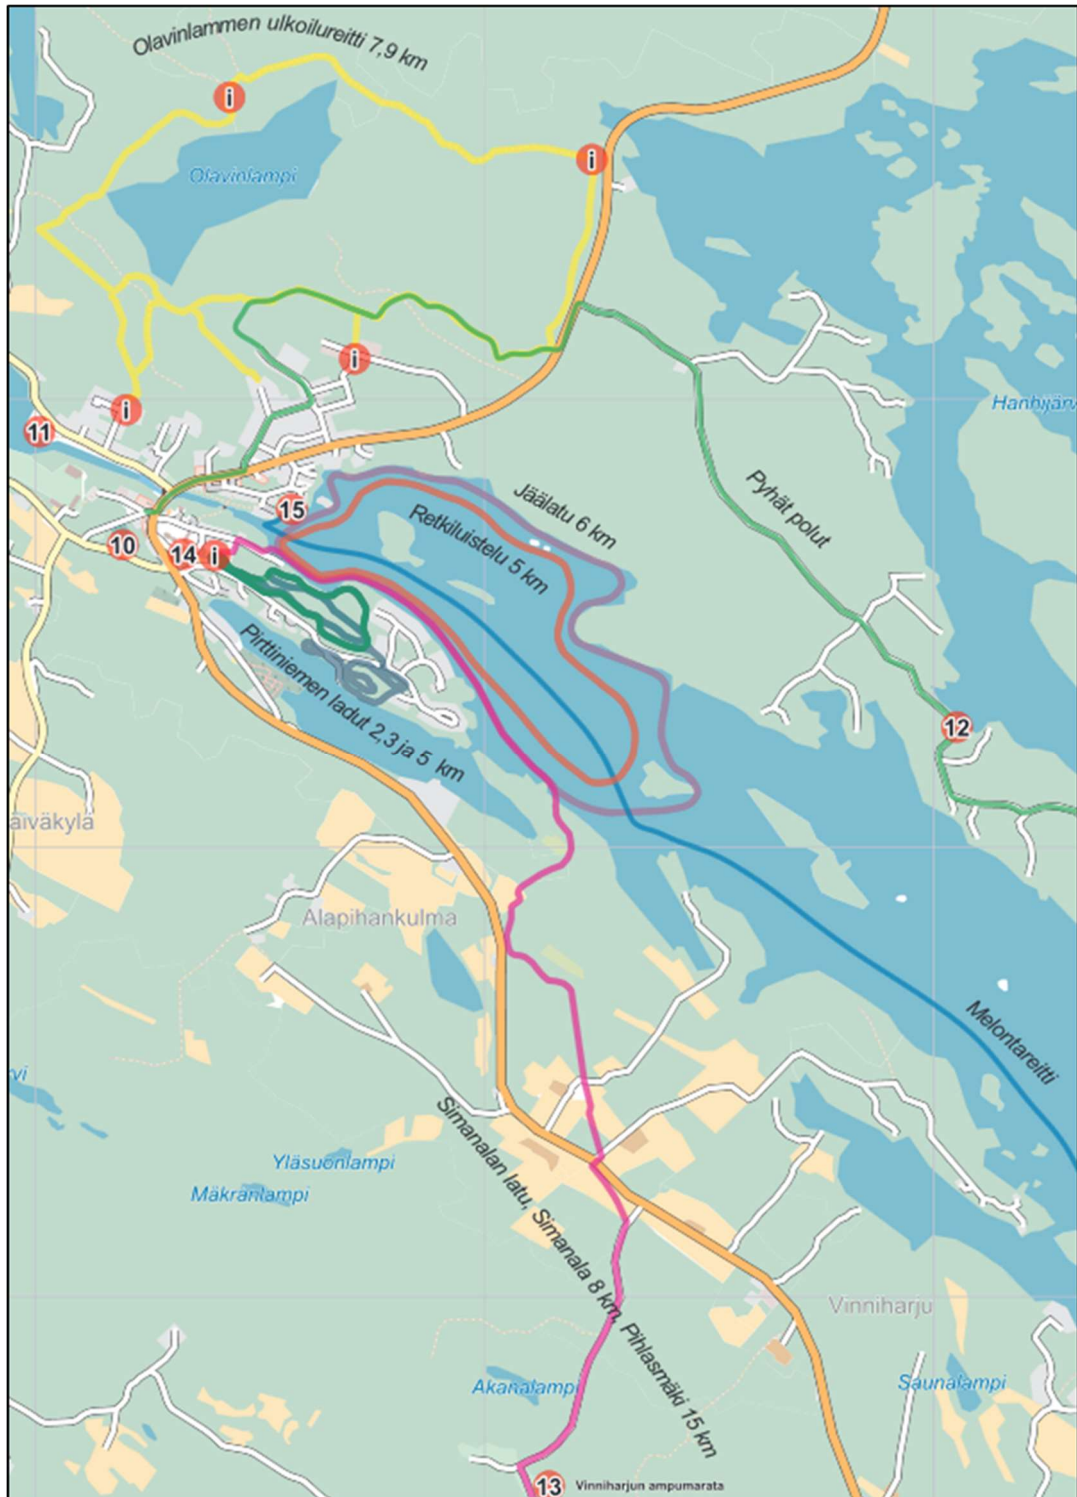 Olavinlammen ulkoilureitti 7,9 km
i
i
Olavinlampi
i
i
Hanhijärv
11
Pyhät polut
Jäälatu 6 km
Retkiluistelu 5 km
15
10
14
i
Pirttiniemen ladut 2,3 ja 5 km
12
äiväkylä
Alapihankulma
Melontareitti
rvi
Simanalan latu, Simanala 8 km, Pihlasmäki 15 km
Yläsuonlampi
Mäkränlampi
Vinniharju
Akanalampi
Saunalampi
13
Vinniharjun ampumarata